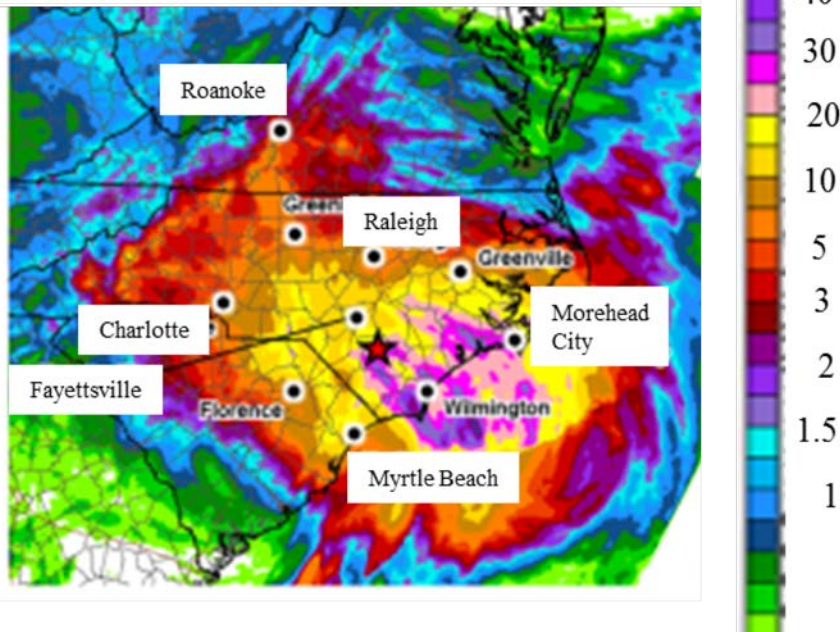 Roanoke
Raleigh
Greenville
Morehead
City
Charlotte
Fayettsville
Florence
Wilmington
Myrtle Beach
30
20
10
5
3
2
1.5
1